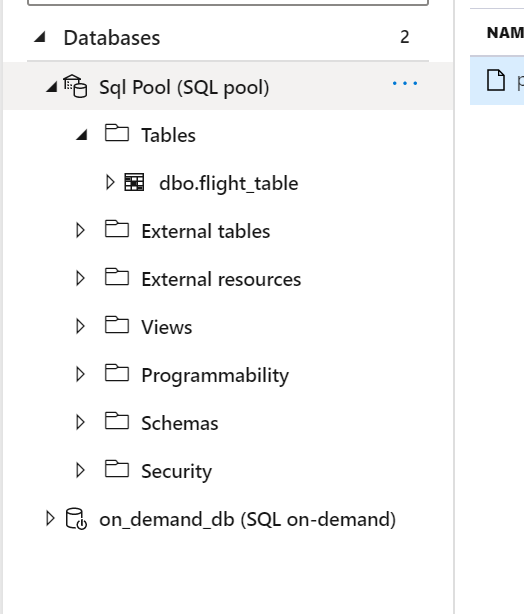 Databases 2
NAM
Sql Pool (SQL pool) ...
p
Tables
dbo.flight_table
External tables
External resources
Views
Programmability
Schemas
Security
on_demand_db (SQL on-demand)